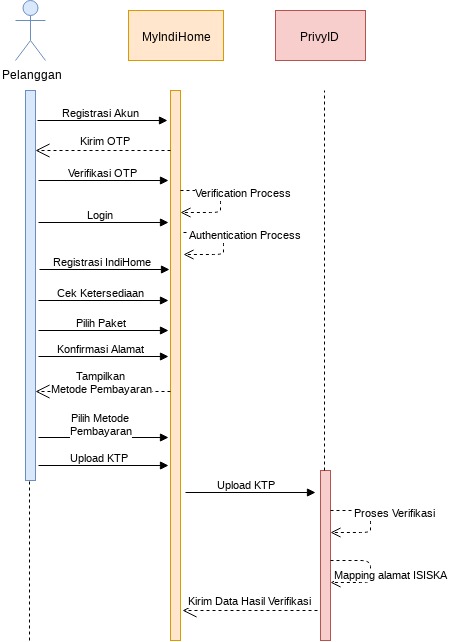 MyIndiHome
PrivyID
Pelanggan
Registrasi Akun
Kirim OTP
Verifikasi OTP
Verification Process
Login
Authentication Process
Registrasi IndiHome
Cek Ketersediaan
Pilih Paket
Konfirmasi Alamat
Tampilkan
Metode Pembayaran
Pilih Metode
Pembayaran
Upload KTP
Upload KTP
Proses Verifikasi
Mapping alamat ISISKA
Kirim Data Hasil Verifikasi